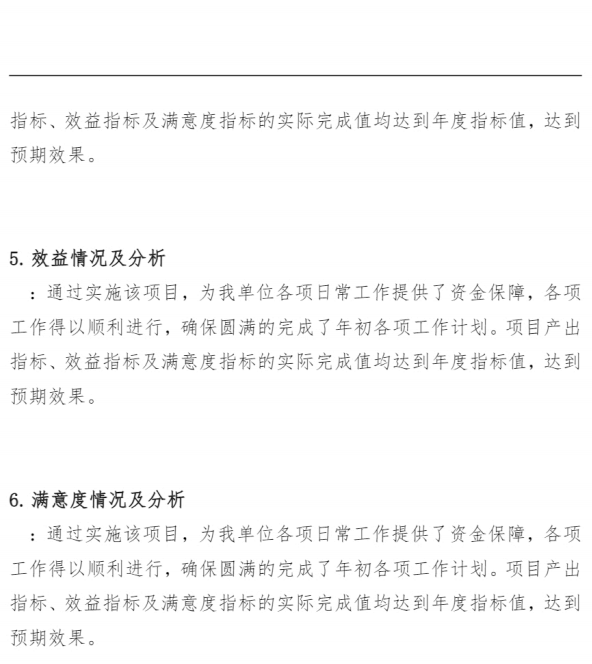 指标、效益指标及满意度指标的实际完成值均达到年度指标值，达到
预期效果。
5. 效益情况及分析
：通过实施该项目，为我单位各项日常工作提供了资金保障，各项
工作得以顺利进行，确保圆满的完成了年初各项工作计划。项目产出
指标、效益指标及满意度指标的实际完成值均达到年度指标值，达到
预期效果。
6. 满意度情况及分析
：通过实施该项目，为我单位各项日常工作提供了资金保障，各项
工作得以顺利进行，确保圆满的完成了年初各项工作计划。项目产出
指标、效益指标及满意度指标的实际完成值均达到年度指标值，达到
预期效果。